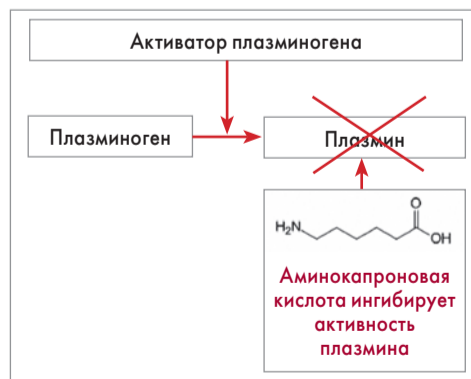 Активатор плазминогена
Плазминоген
Плазмин
O
H₂N
OH
Аминокапроновая
кислота ингибирует
активность
плазмина